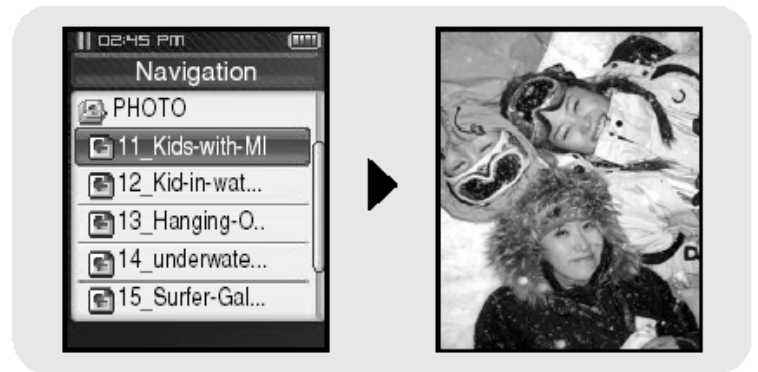 02:45 PM
Navigation
PHOTO
11_Kids-with-MI
12_Kid-in-wat...
13_Hanging-O..
14_underwate...
15_Surfer-Gal...